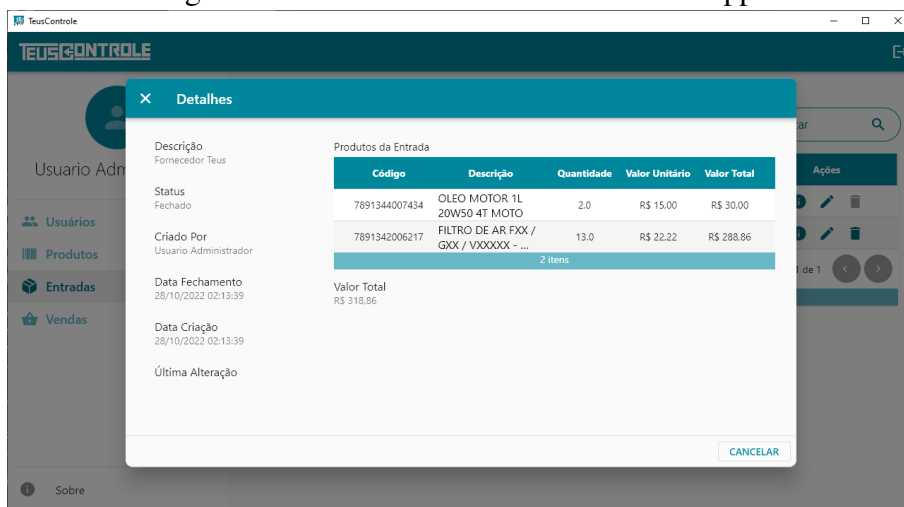 TeusControle
TEUSCONTROLE
Detalhes
Usuario Adm
Usuários
Produtos
Entradas
Vendas
Sobre
Descrição
Fornecedor Teus
Status
Fechado
Criado Por
Usuario Administrador
Data Fechamento
28/10/2022 02:13:39
Data Criação
28/10/2022 02:13:39
Última Alteração
Produtos da Entrada
Código Descrição Quantidade Valor Unitário Valor Total
7891344007434 OLEO MOTOR 1L 20W50 4T MOTO 2.0 R$ 15,00 R$ 30,00
7891342006217 FILTRO DE AR FXX / GXX / VXXXXX - ... 13.0 R$ 22,22 R$ 288,86
2 itens
Valor Total
R$ 318,86
CANCELAR
Ações
de 1